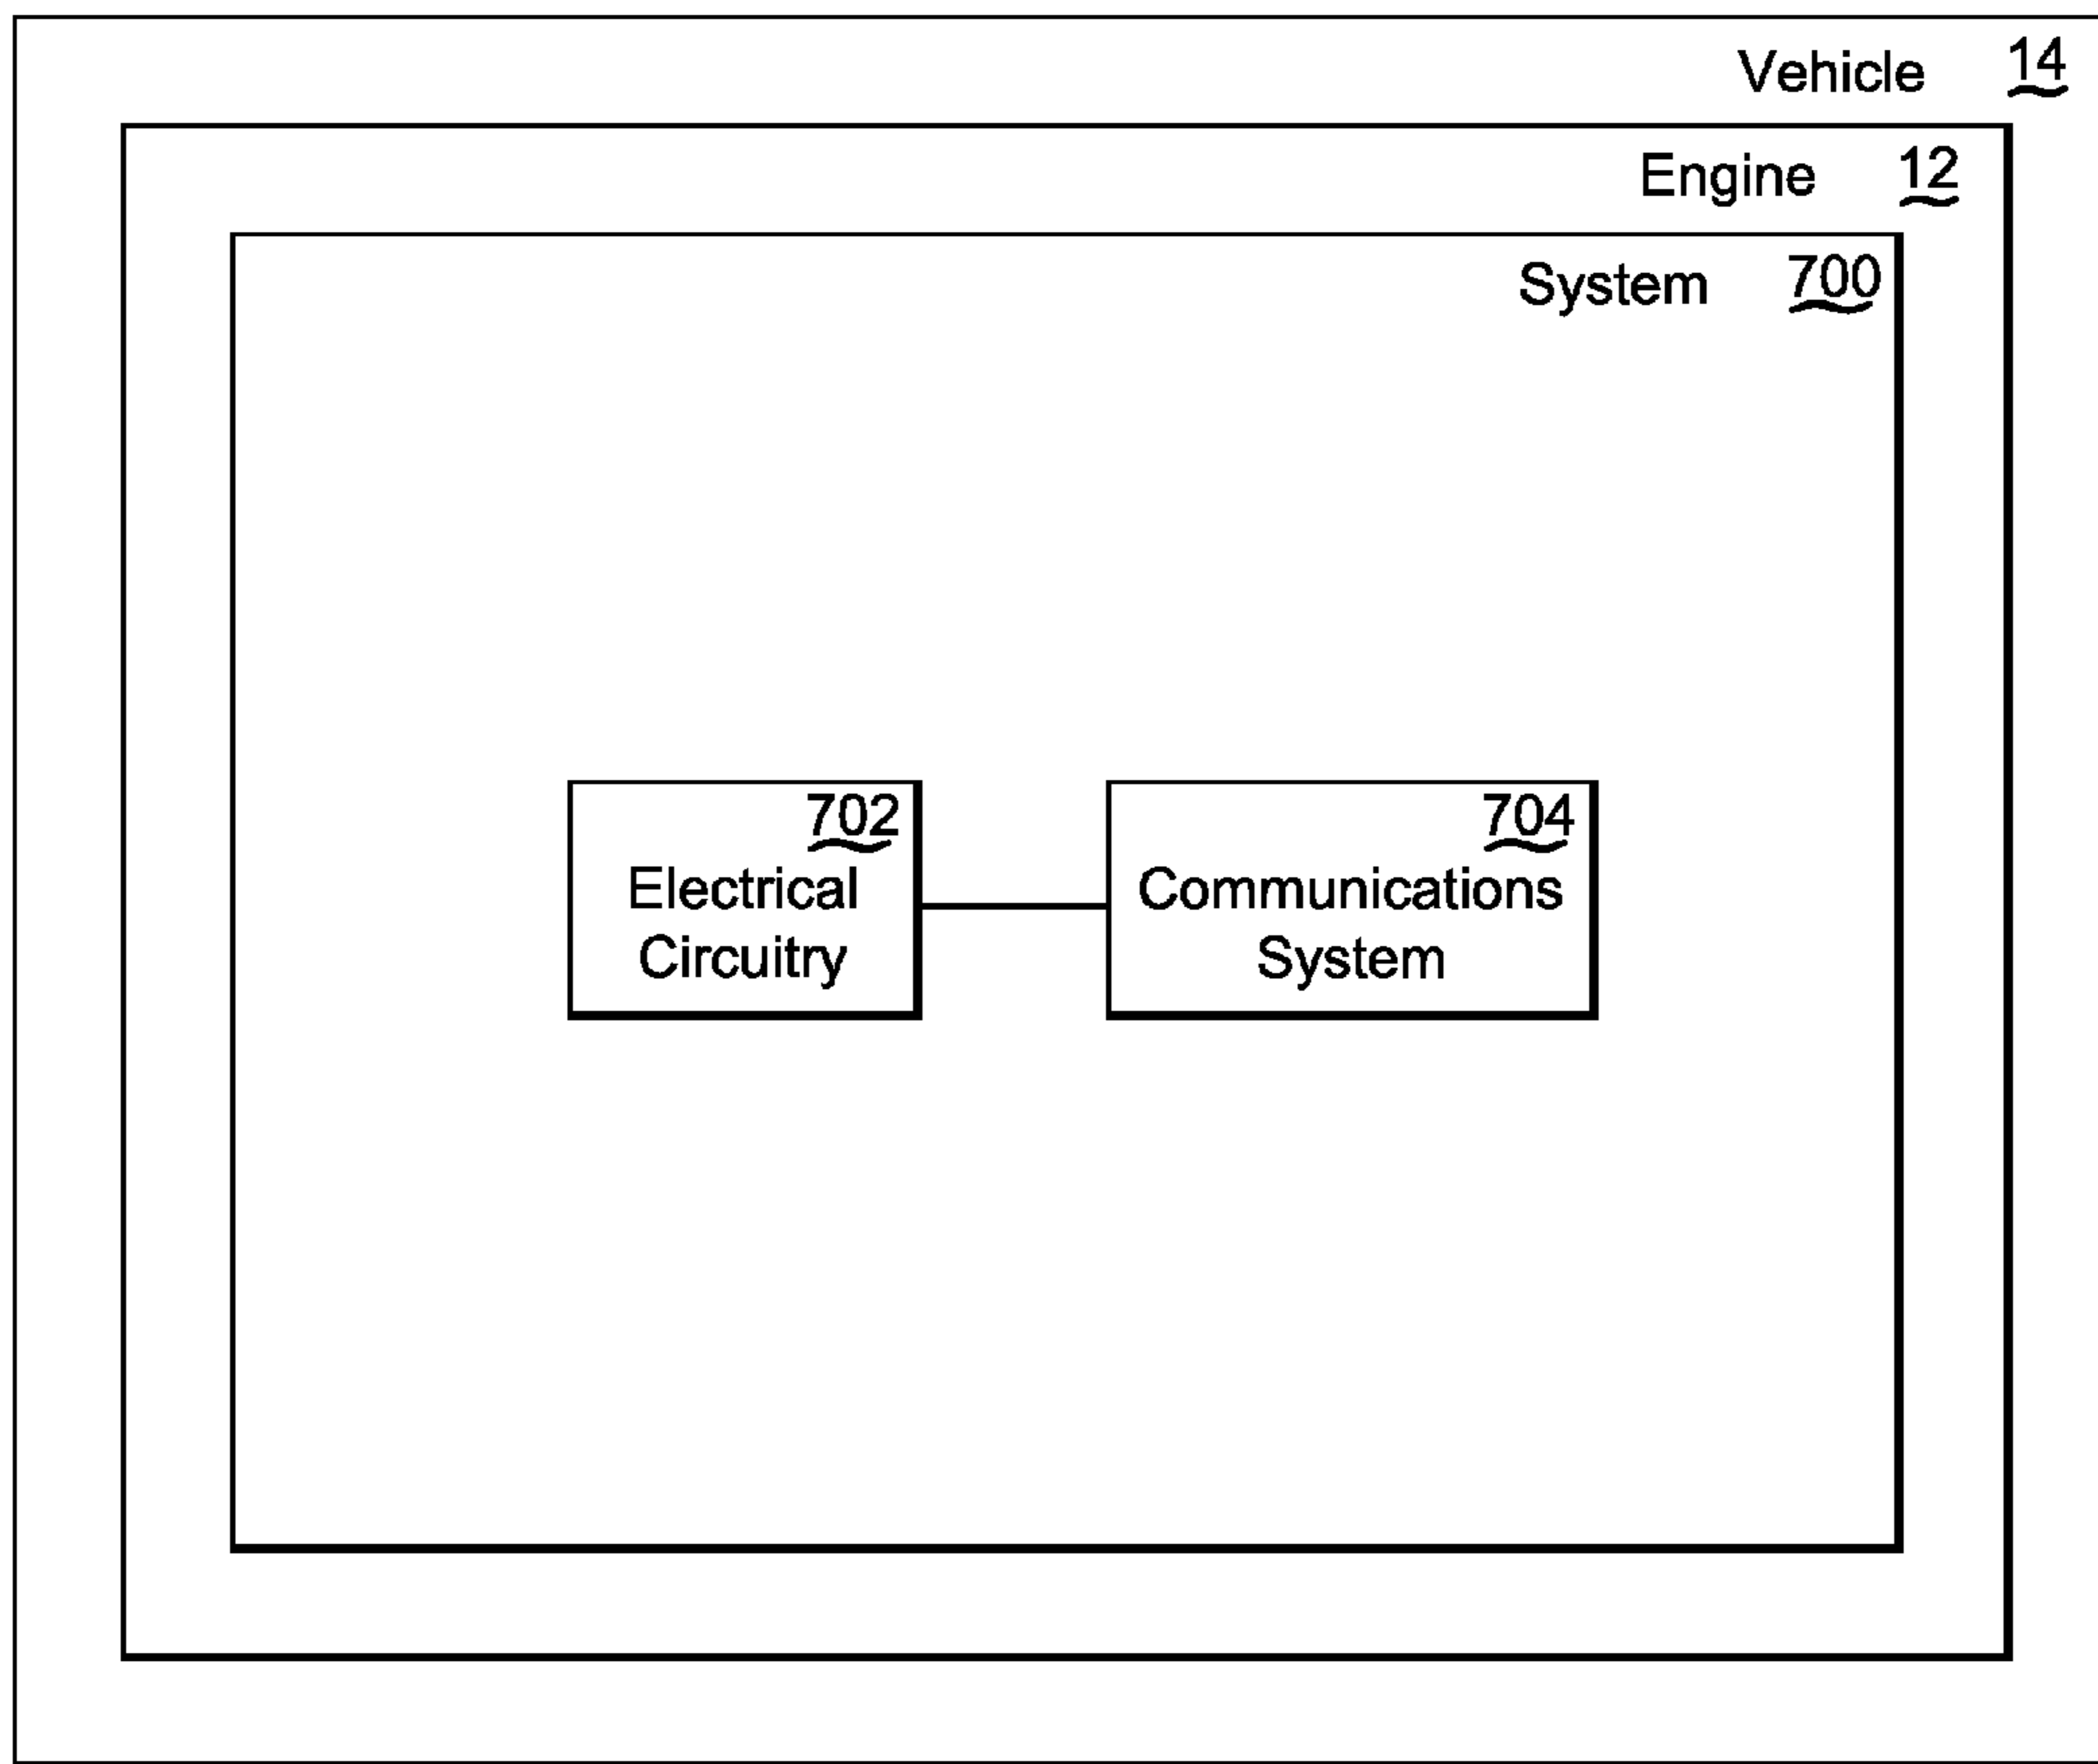 Vehicle 14
Engine 12
System 700
702
Electrical
Circuitry
704
Communications
System